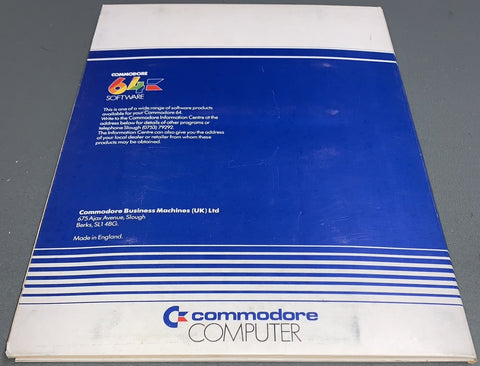 COMMODORE
64
SOFTWARE
This is one of a wide range of software products
available for your Commodore 64.
Write to the Commodore Information Centre at the
address below for details of other programs or
telephone Slough (0753) 79292.
The Information Centre can also give you the address
of your local dealer or retailer from whom these
products may be obtained.
Commodore Business Machines (UK) Ltd
675 Ajax Avenue, Slough
Berks, SL1 4BG.
Made in England.
commodore
COMPUTER